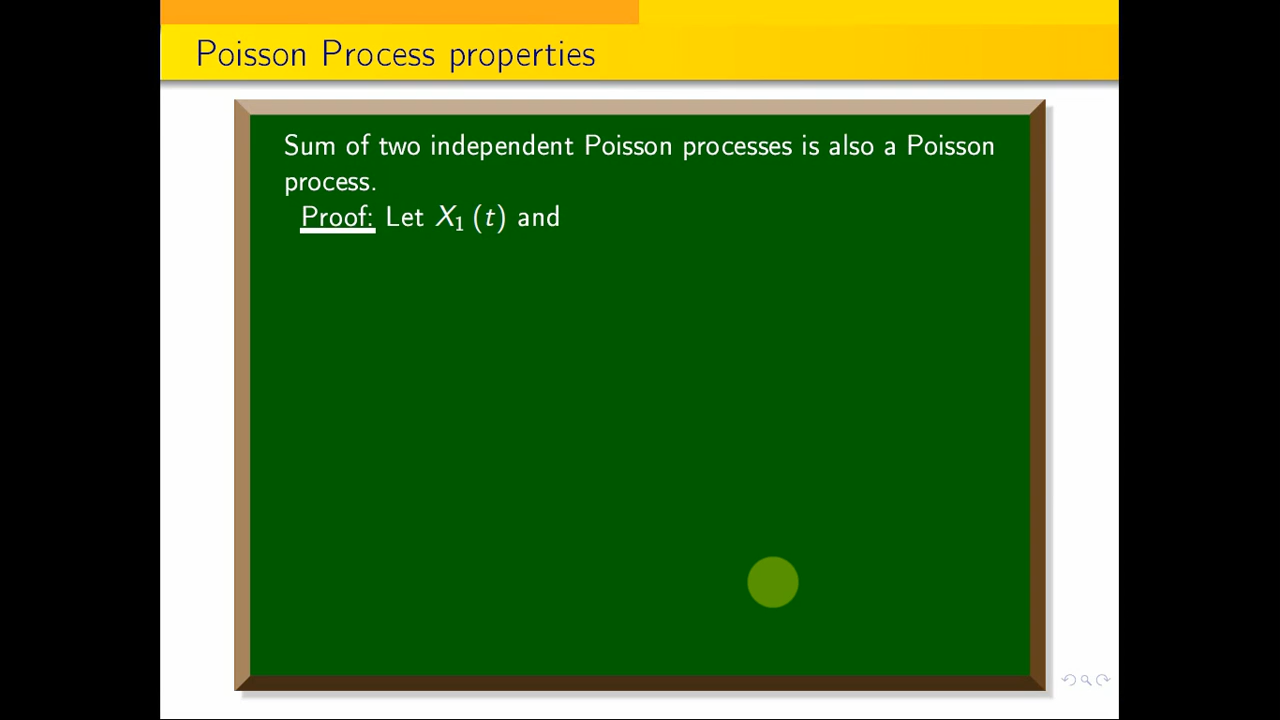 Poisson Process properties
Sum of two independent Poisson processes is also a Poisson
process.
Proof: Let X₁ (t) and